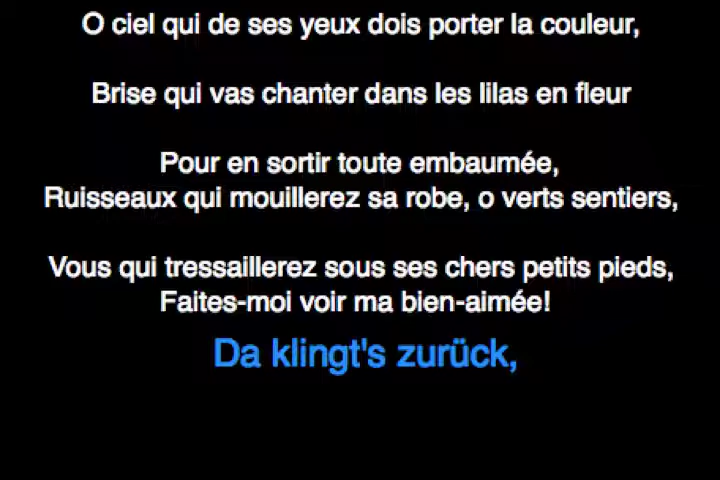 O ciel qui de ses yeux dois porter la couleur,
Brise qui vas chanter dans les lilas en fleur
Pour en sortir toute embaumée,
Ruisseaux qui mouillerez sa robe, o verts sentiers,
Vous qui tressaillerez sous ses chers petits pieds,
Faites-moi voir ma bien-aimée!
Da klingt's zurück,